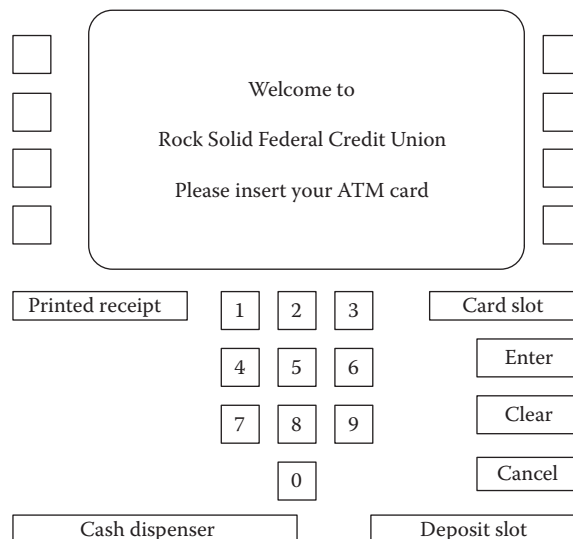 Welcome to
Rock Solid Federal Credit Union
Please insert your ATM card
Printed receipt
1 2 3
Card slot
4 5 6
Enter
7 8 9
Clear
0
Cancel
Cash dispenser
Deposit slot